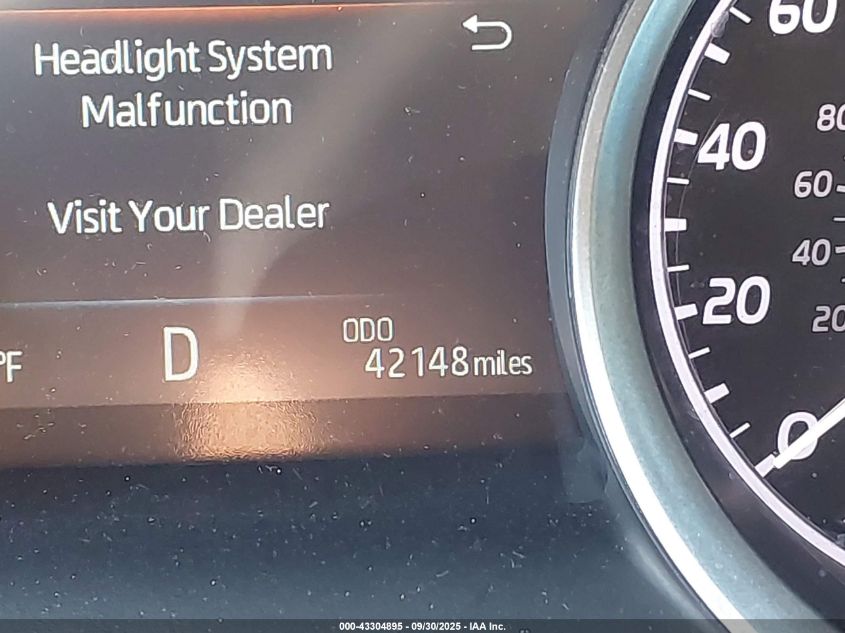 Headlight System
Malfunction
Visit Your Dealer
°F
D
ODO
42148 miles
60
40
20
0
80
60
40
20
000-43304895 - 09/30/2025 - IAA Inc.